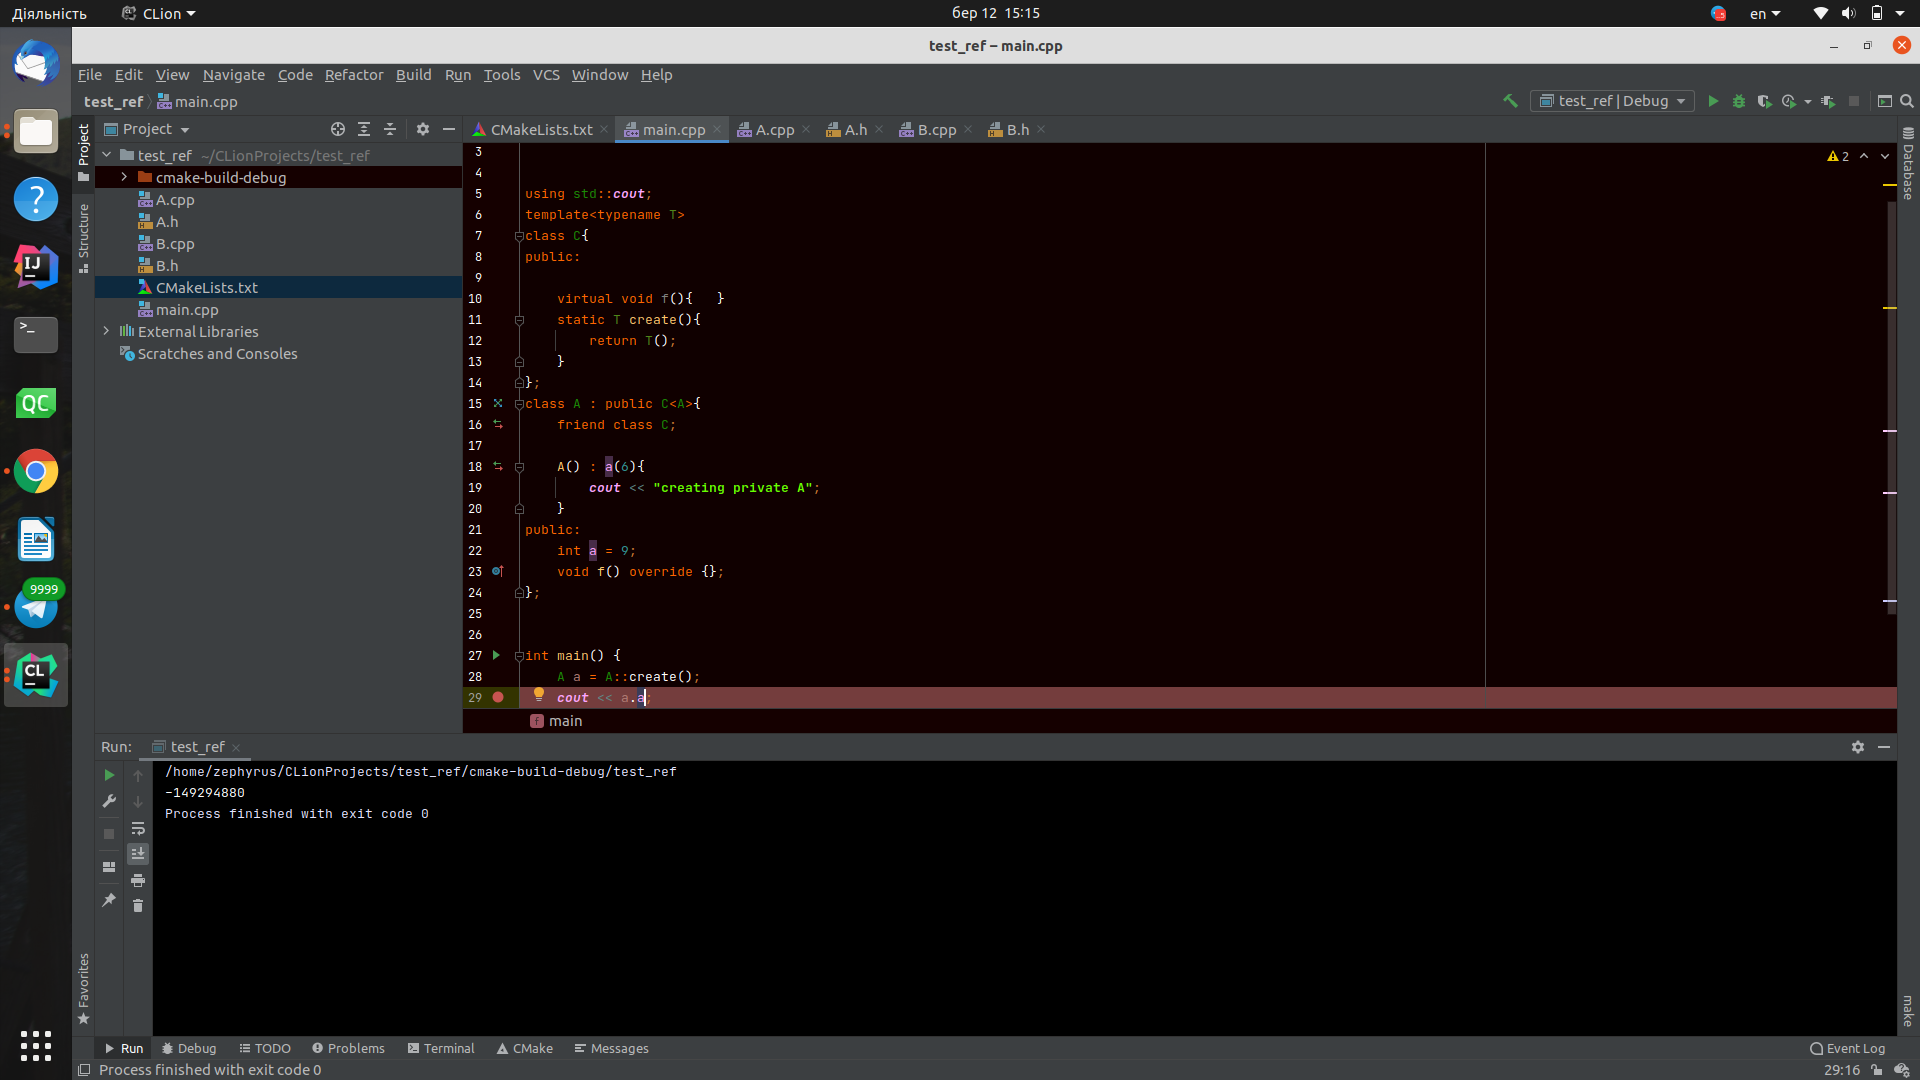 Діяльність CLion бер 12 15:15 en
test_ref – main.cpp
File Edit View Navigate Code Refactor Build Run Tools VCS Window Help
test_ref main.cpp test_ref | Debug
Project CMakeLists.txt main.cpp A.cpp A.h B.cpp B.h
test_ref ~/CLionProjects/test_ref
cmake-build-debug
A.cpp
A.h
B.cpp
B.h
CMakeLists.txt
main.cpp
External Libraries
Scratches and Consoles
Project
Structure
Favorites
Database
make
2
3
4
5 using std::cout;
6 template<typename T>
7 class C{
8 public:
9
10 virtual void f(){   }
11 static T create(){
12 return T();
13 }
14 };
15 class A : public C<A>{
16 friend class C;
17
18 A() : a(6){
19 cout << "creating private A";
20 }
21 public:
22 int a = 9;
23 void f() override {};
24 };
25
26
27 int main() {
28 A a = A::create();
29 cout << a.a;
f main
Run: test_ref
/home/zephyrus/CLionProjects/test_ref/cmake-build-debug/test_ref
-149294880
Process finished with exit code 0
Run Debug TODO Problems Terminal CMake Messages Event Log
Process finished with exit code 0 29:16
?
IJ
>_
QC
9999
CL